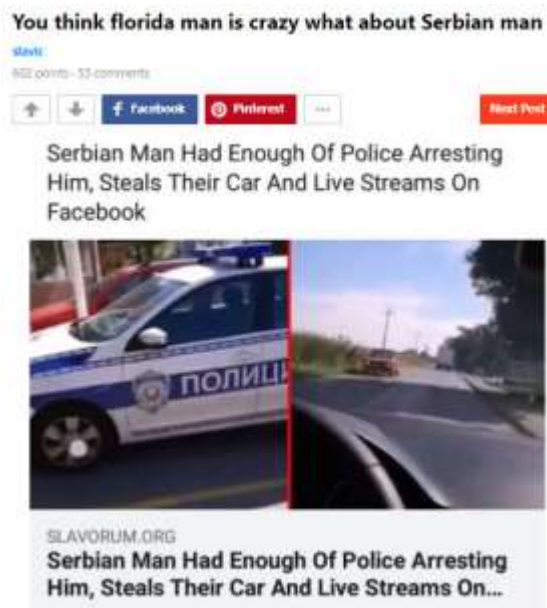 You think florida man is crazy what about Serbian man
slavic
602 points · 53 comments
Facebook Pinterest ... Next Post
Serbian Man Had Enough Of Police Arresting
Him, Steals Their Car And Live Streams On
Facebook
ПОЛИЦИ
SLAVORUM.ORG
Serbian Man Had Enough Of Police Arresting
Him, Steals Their Car And Live Streams On...